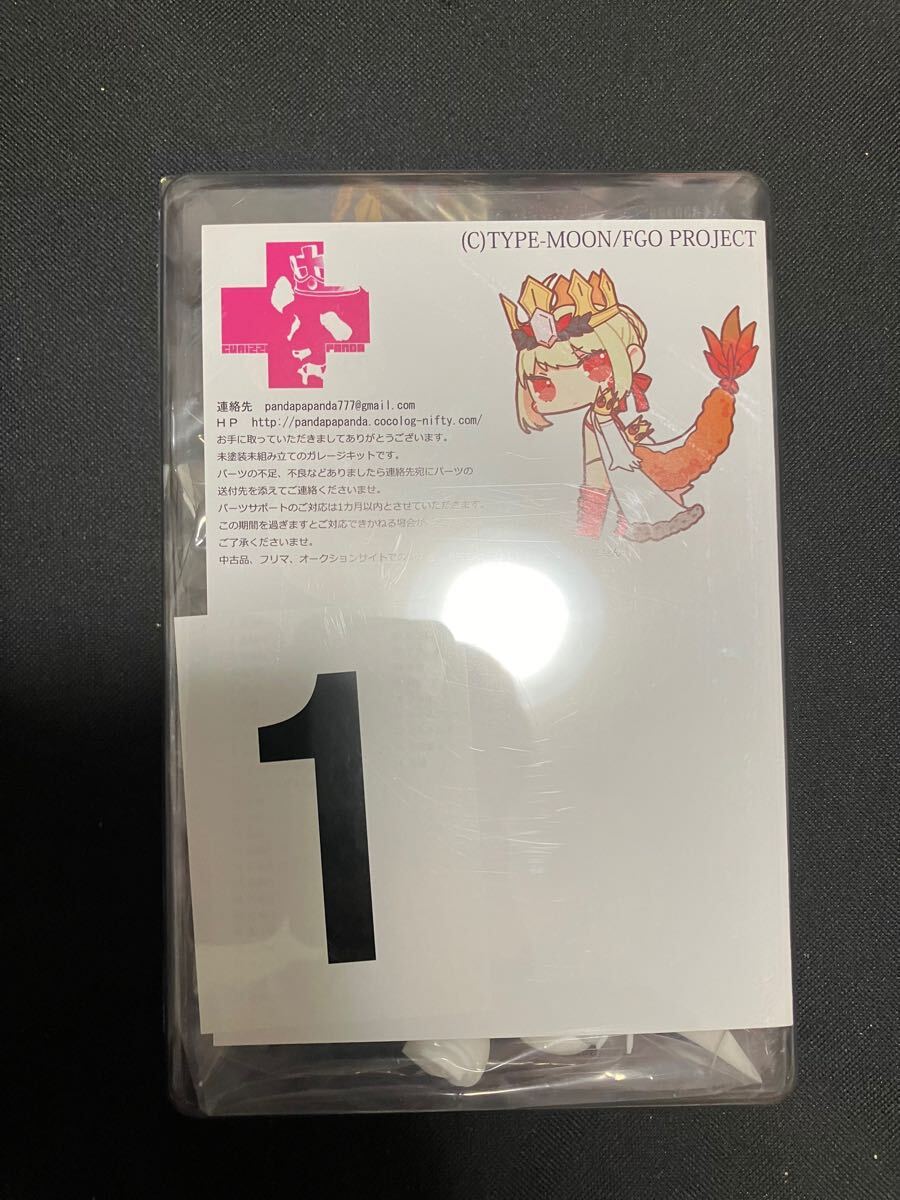 (C)TYPE-MOON/FGO PROJECT
連絡先 pandapapanda777@gmail.com
ＨＰ http://pandapapanda.cocolog-nifty.com/
お手に取っていただきましてありがとうございます。
未塗装未組み立てのガレージキットです。
パーツの不足、不良などありましたら連絡先宛にパーツの
送付先を添えてご連絡くださいませ。
パーツサポートのご対応は1カ月以内とさせていただきます。
この期間を過ぎますとご対応できかねる場合が
ご了承くださいませ。
中古品、フリマ、オークションサイトでの
1